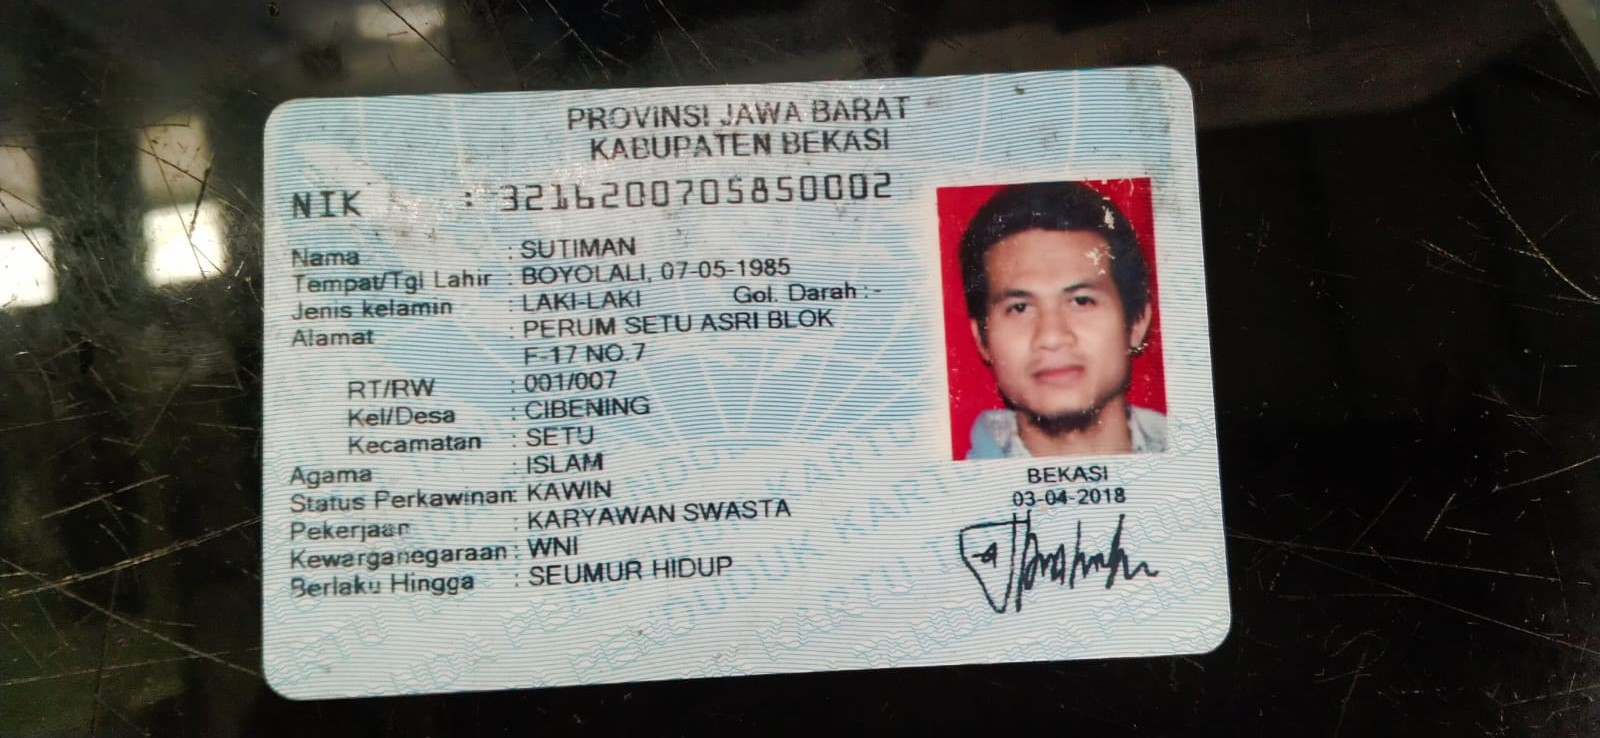 PROVINSI JAWA BARAT
KABUPATEN BEKASI
NIK : 3216200705850002
Nama : SUTIMAN
Tempat/Tgl Lahir : BOYOLALI, 07-05-1985
Jenis kelamin : LAKI-LAKI Gol. Darah : -
Alamat : PERUM SETU ASRI BLOK
F-17 NO.7
RT/RW : 001/007
Kel/Desa : CIBENING
Kecamatan : SETU
Agama : ISLAM
Status Perkawinan: KAWIN
Pekerjaan : KARYAWAN SWASTA
Kewarganegaraan : WNI
Berlaku Hingga : SEUMUR HIDUP
BEKASI
03-04-2018